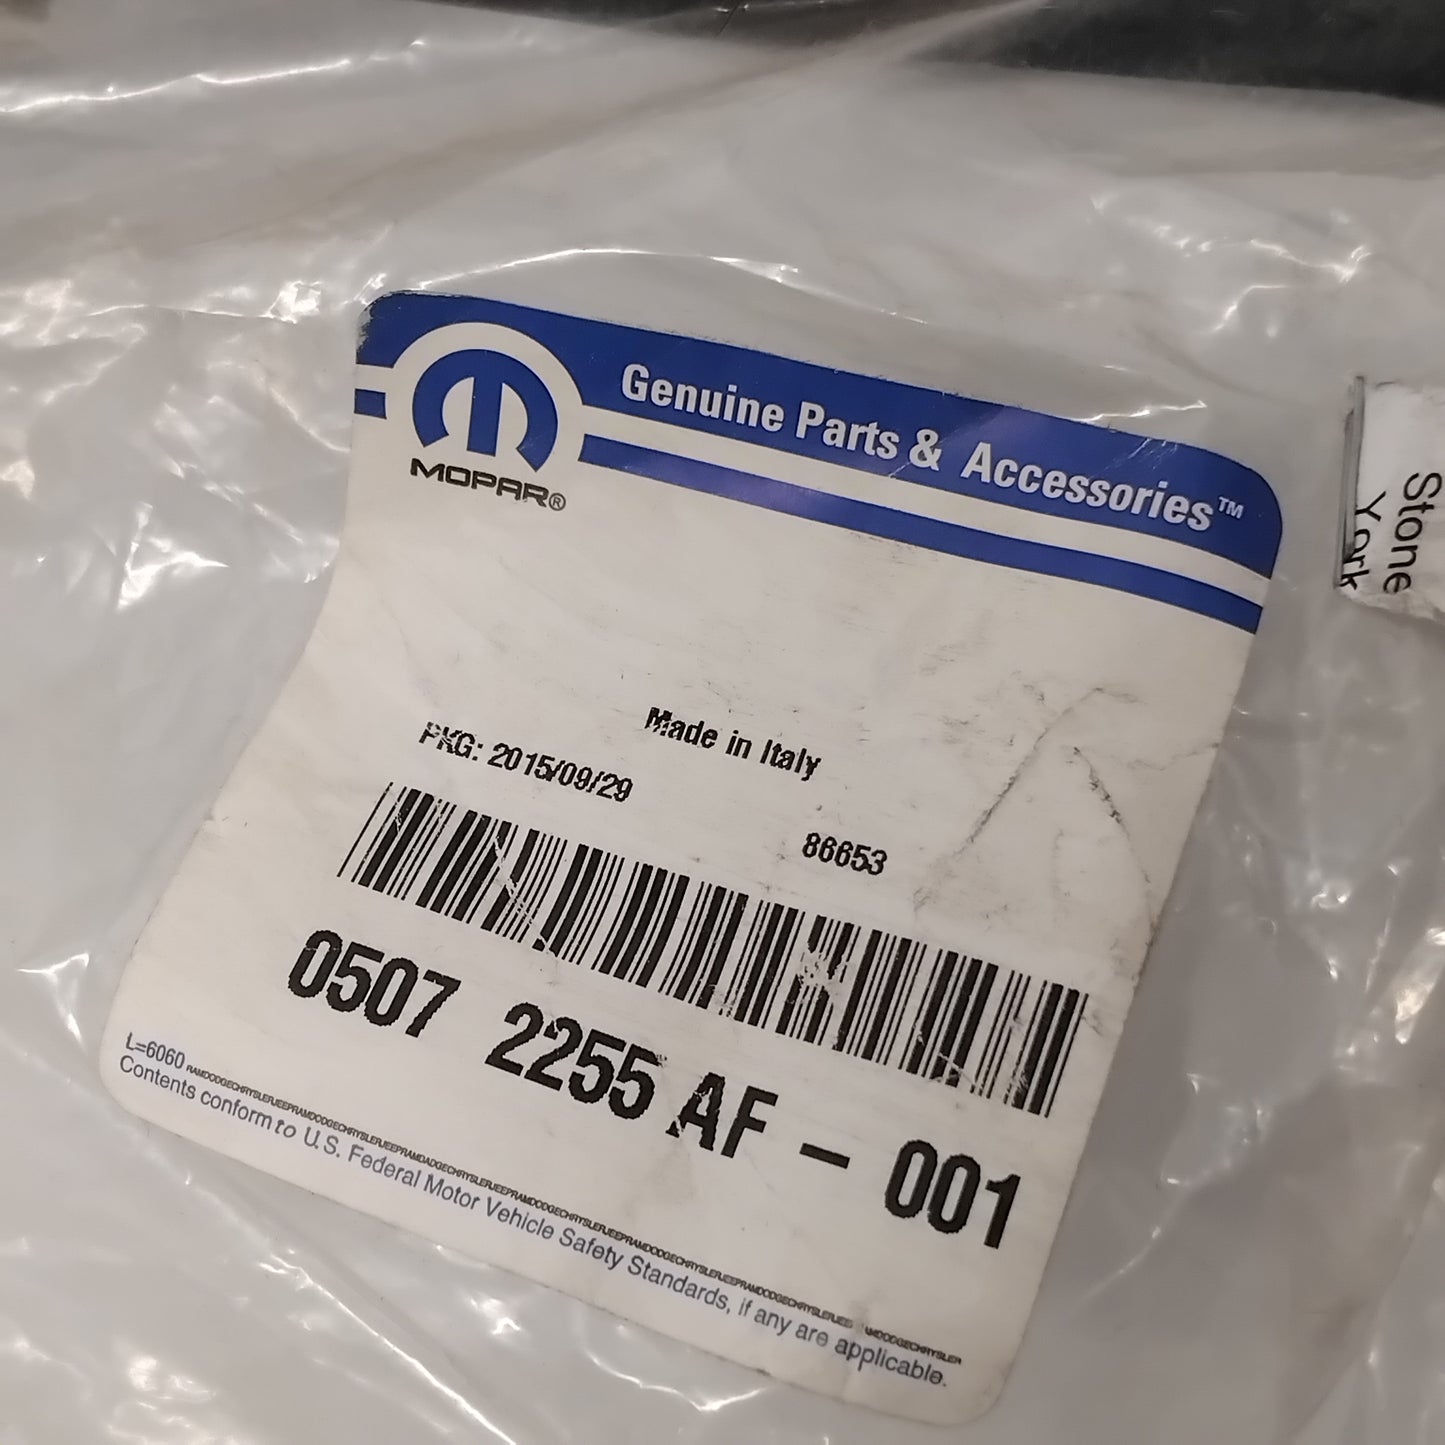 Genuine Parts & Accessories™
MOPAR®
Stone
York
Made in Italy
PKG: 2015/09/29
86653
0507 2255 AF - 001
L=6060
Contents conform to U.S. Federal Motor Vehicle Safety Standards, if any are applicable.